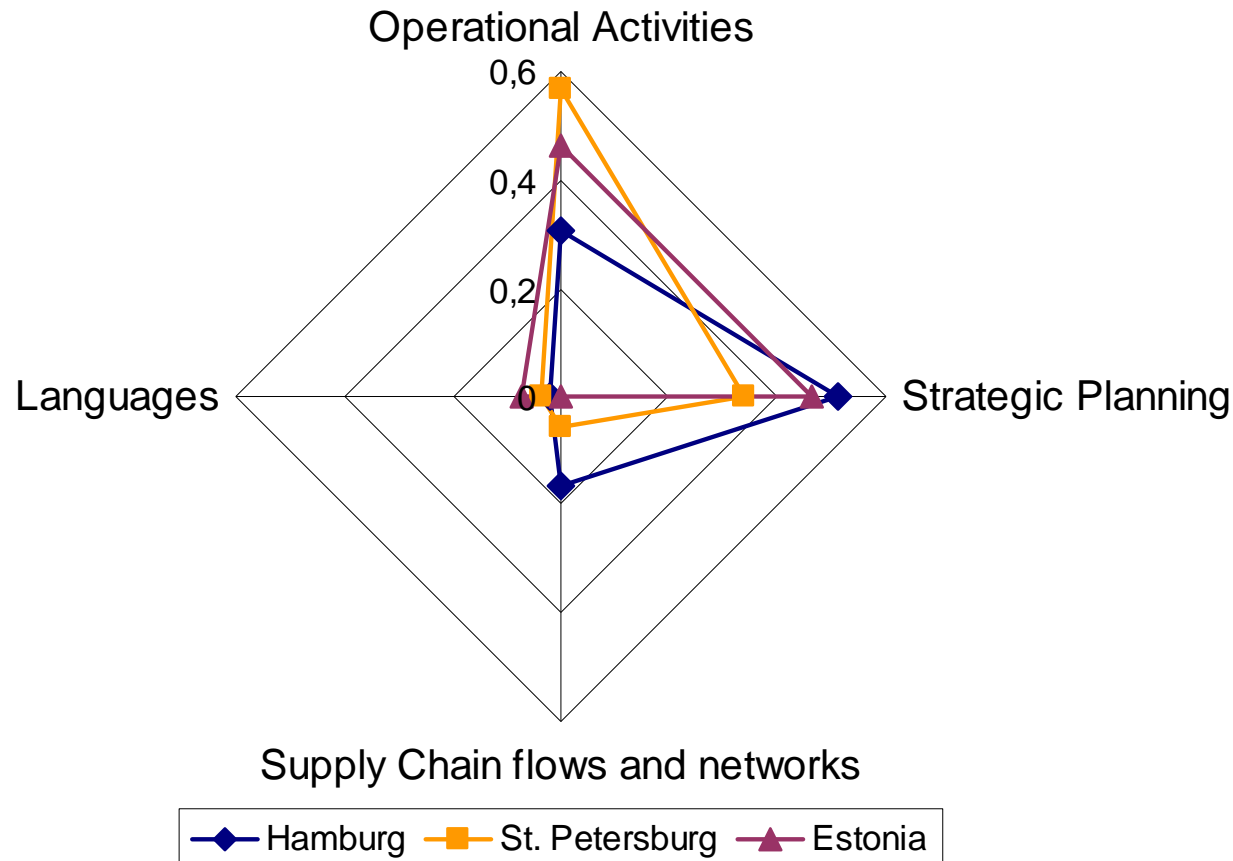 Operational Activities
0,6
0,4
0,2
0
Languages
Strategic Planning
Supply Chain flows and networks
Hamburg St. Petersburg Estonia